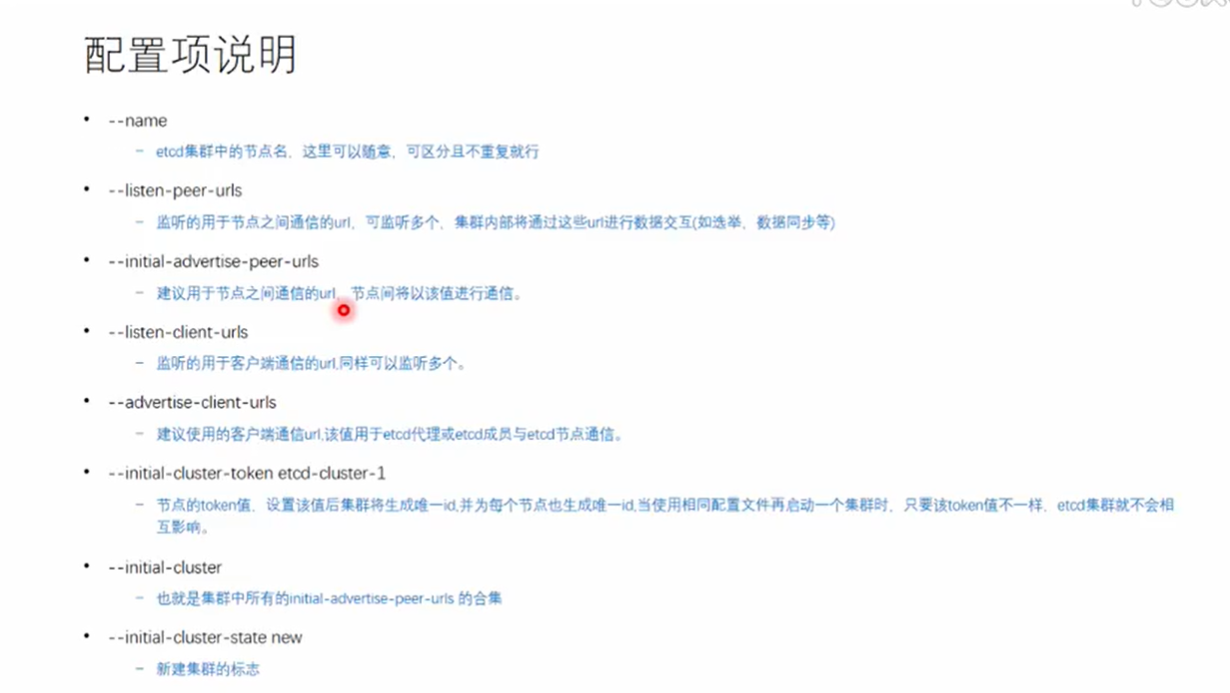 配置项说明
• --name
– etcd集群中的节点名，这里可以随意，可区分且不重复就行
• --listen-peer-urls
– 监听的用于节点之间通信的url，可监听多个，集群内部将通过这些url进行数据交互(如选举，数据同步等)
• --initial-advertise-peer-urls
– 建议用于节点之间通信的url，节点间将以该值进行通信。
• --listen-client-urls
– 监听的用于客户端通信的url,同样可以监听多个。
• --advertise-client-urls
– 建议使用的客户端通信url,该值用于etcd代理或etcd成员与etcd节点通信。
• --initial-cluster-token etcd-cluster-1
– 节点的token值，设置该值后集群将生成唯一id,并为每个节点也生成唯一id,当使用相同配置文件再启动一个集群时，只要该token值不一样，etcd集群就不会相
互影响。
• --initial-cluster
– 也就是集群中所有的initial-advertise-peer-urls 的合集
• --initial-cluster-state new
– 新建集群的标志